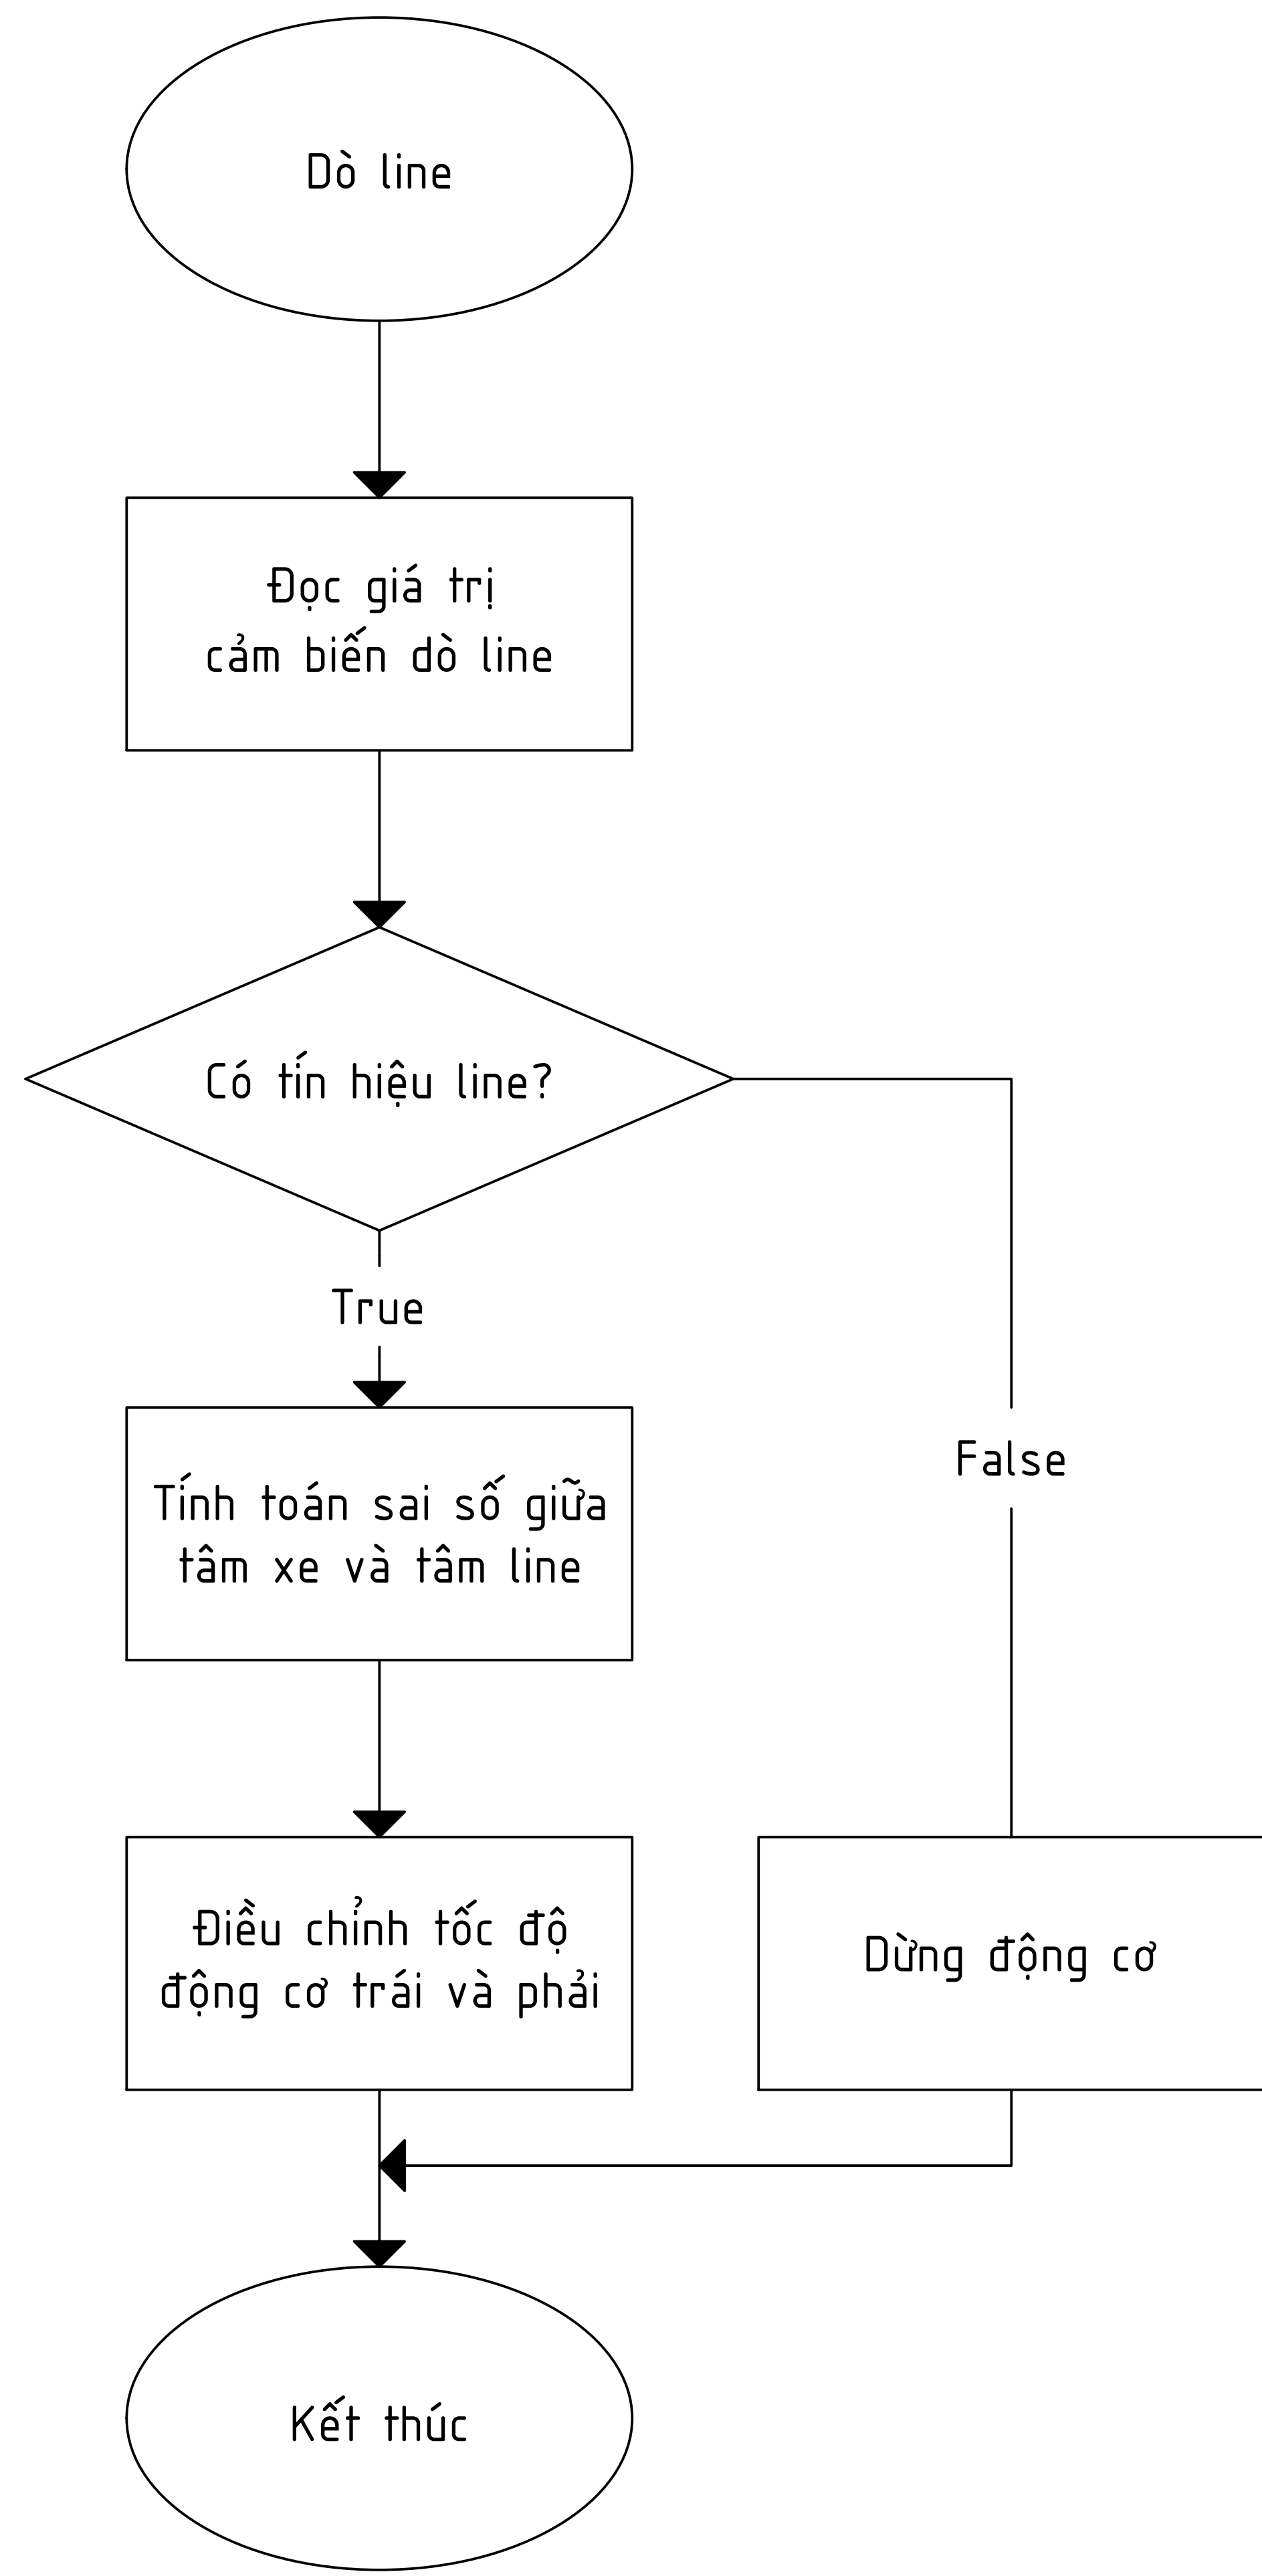 Dò line
Đọc giá trị
cảm biến dò line
Có tín hiệu line?
True
False
Tính toán sai số giữa
tâm xe và tâm line
Điều chỉnh tốc độ
động cơ trái và phải
Dừng động cơ
Kết thúc